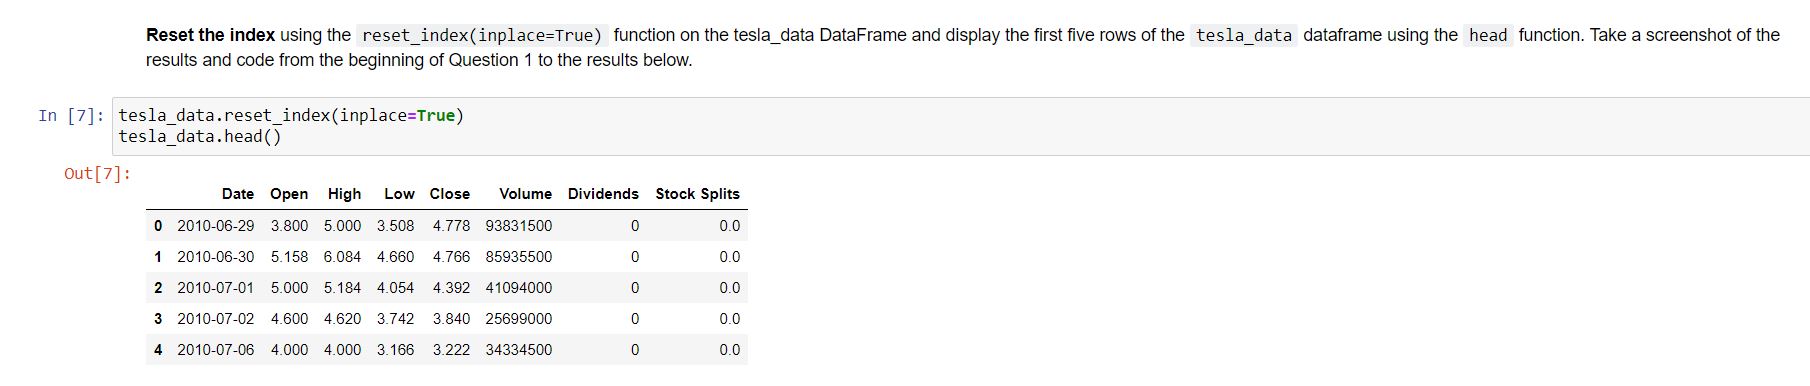 Reset the index using the reset_index(inplace=True) function on the tesla_data DataFrame and display the first five rows of the tesla_data dataframe using the head function. Take a screenshot of the
results and code from the beginning of Question 1 to the results below.
In [7]: tesla_data.reset_index(inplace=True)
tesla_data.head()
Out[7]:
Date Open High Low Close Volume Dividends Stock Splits
0 2010-06-29 3.800 5.000 3.508 4.778 93831500 0 0.0
1 2010-06-30 5.158 6.084 4.660 4.766 85935500 0 0.0
2 2010-07-01 5.000 5.184 4.054 4.392 41094000 0 0.0
3 2010-07-02 4.600 4.620 3.742 3.840 25699000 0 0.0
4 2010-07-06 4.000 4.000 3.166 3.222 34334500 0 0.0